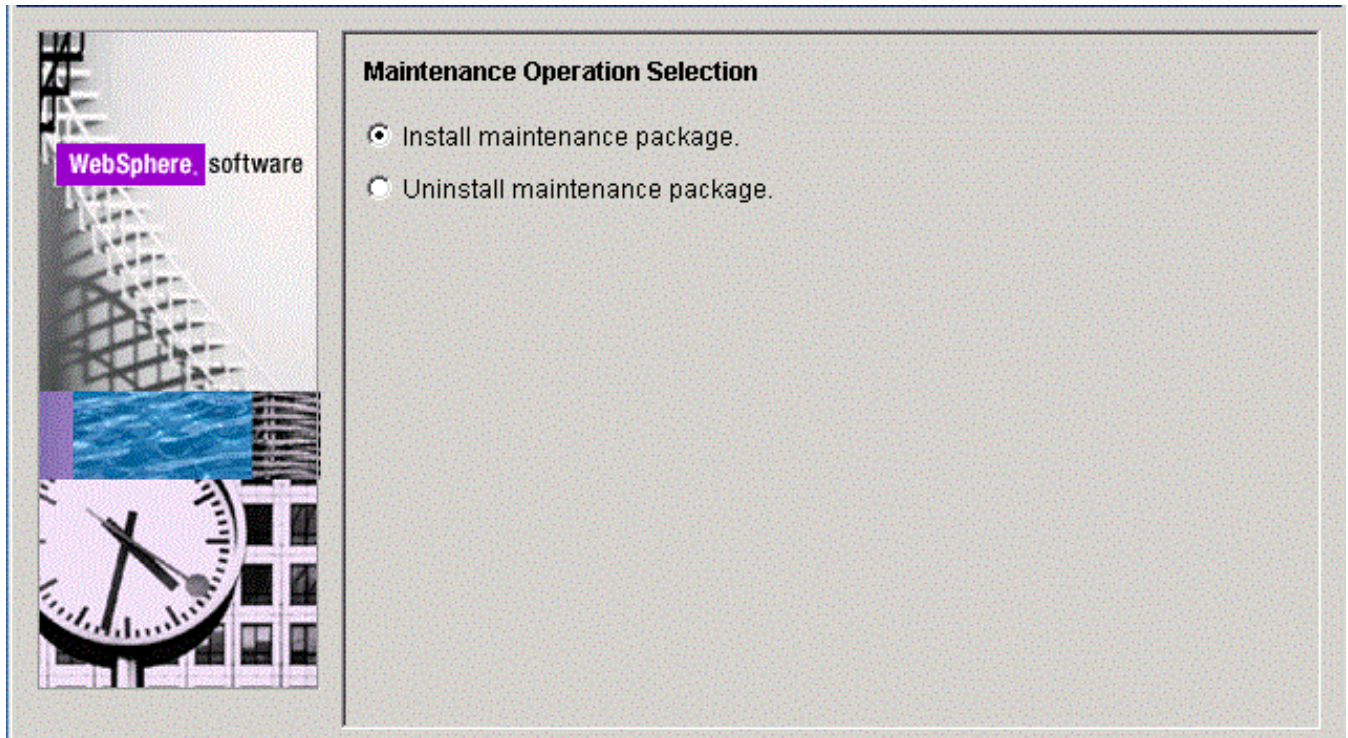 WebSphere. software
Maintenance Operation Selection
Install maintenance package.
Uninstall maintenance package.